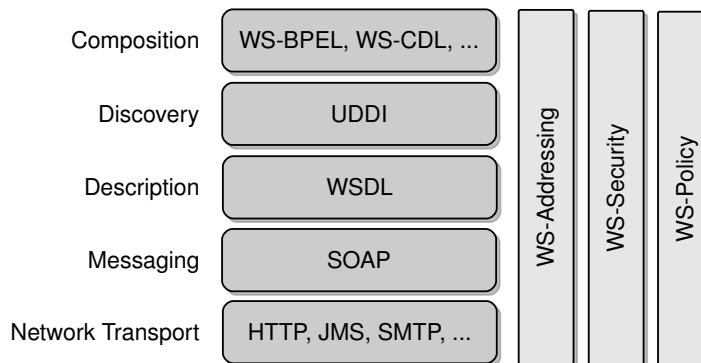 Composition
WS-BPEL, WS-CDL, ...
Discovery
UDDI
Description
WSDL
Messaging
SOAP
Network Transport
HTTP, JMS, SMTP, ...
WS-Addressing
WS-Security
WS-Policy